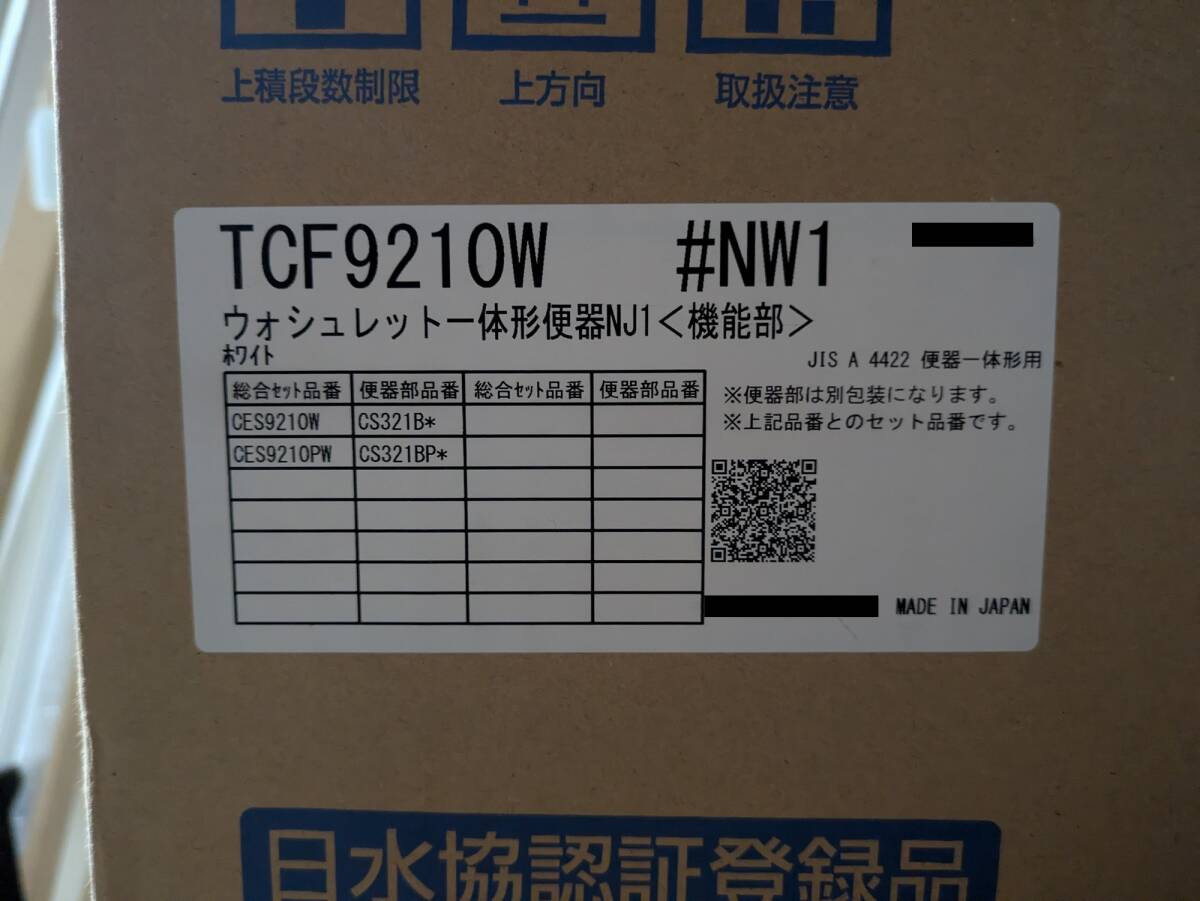 上積段数制限 上方向 取扱注意
TCF9210W #NW1
ウォシュレット一体形便器NJ1＜機能部＞
ﾎﾜｲﾄ
JIS A 4422 便器一体形用
総合ｾｯﾄ品番 便器部品番 総合ｾｯﾄ品番 便器部品番
CES9210W CS321B*
CES9210PW CS321BP*
※便器部は別包装になります。
※上記品番とのセット品番です。
MADE IN JAPAN
日水協認証登録品